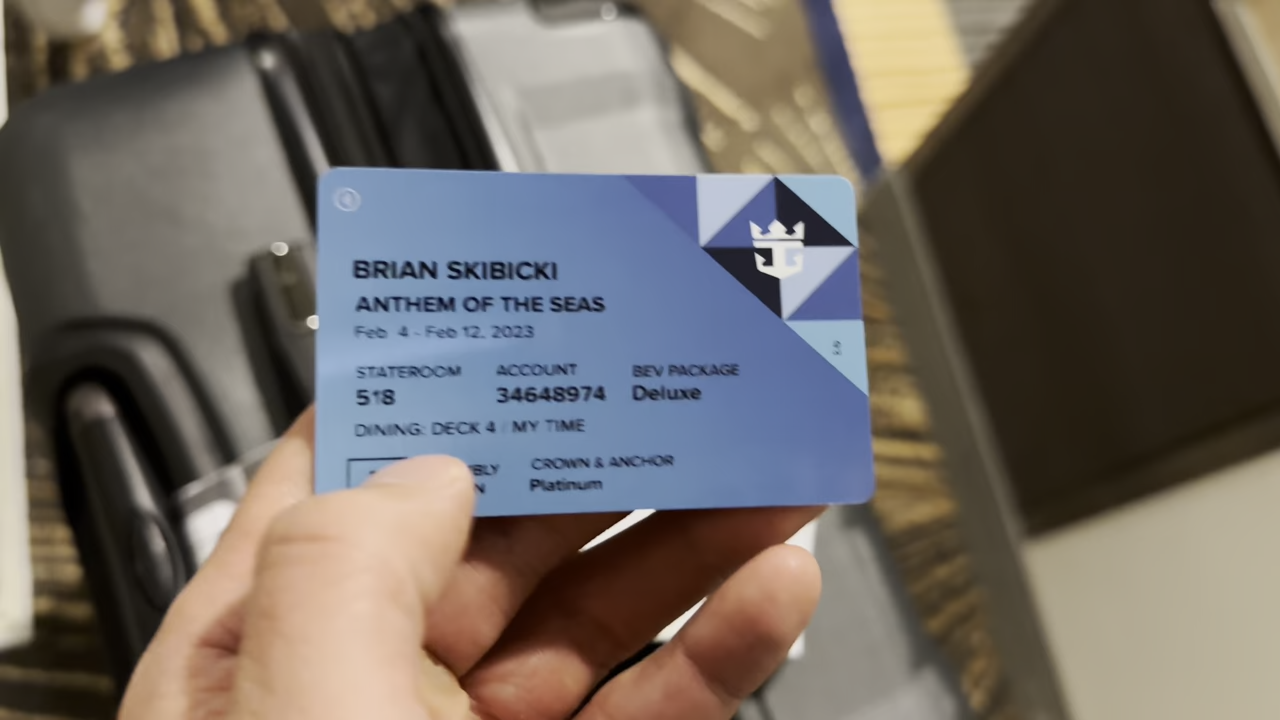 BRIAN SKIBICKI
ANTHEM OF THE SEAS
Feb 4 - Feb 12, 2023
STATEROOM ACCOUNT BEV PACKAGE
518 34648974 Deluxe
DINING: DECK 4 / MY TIME
CROWN & ANCHOR
Platinum